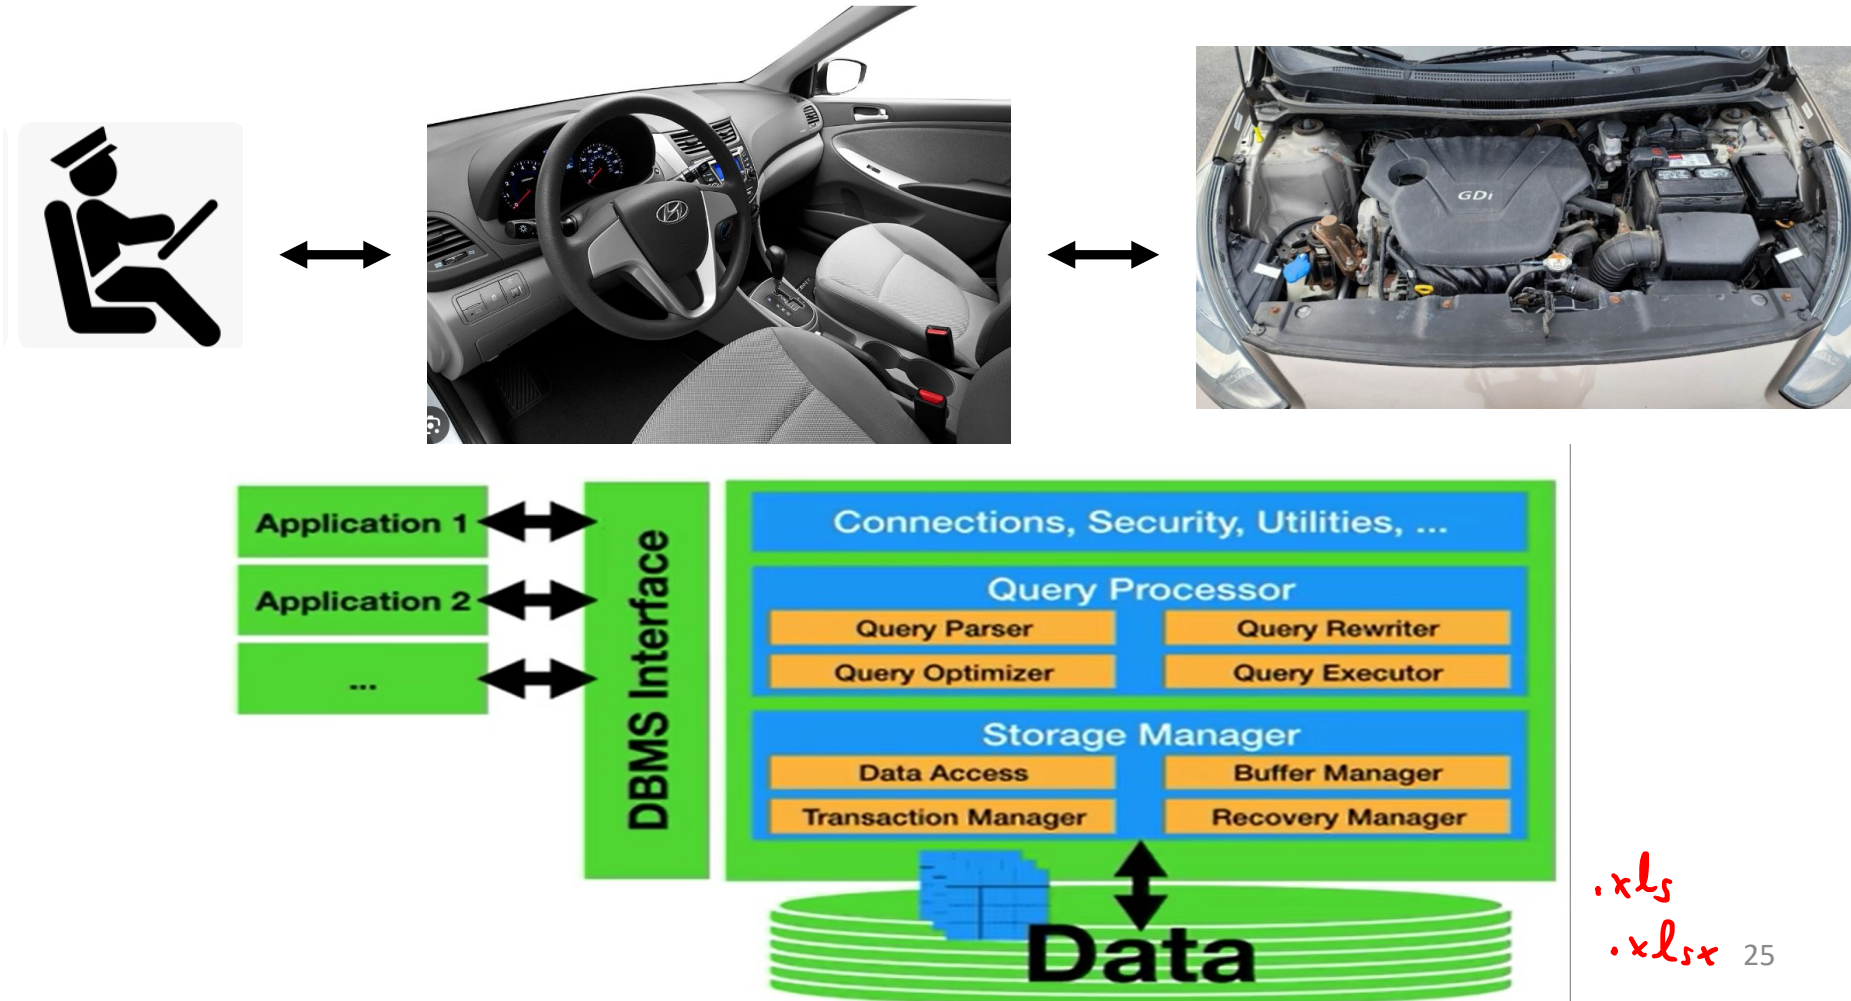 GDi
Application 1
Application 2
...
DBMS Interface
Connections, Security, Utilities, ...
Query Processor
Query Parser
Query Rewriter
Query Optimizer
Query Executor
Storage Manager
Data Access
Buffer Manager
Transaction Manager
Recovery Manager
Data
.xls
.xlsx
25